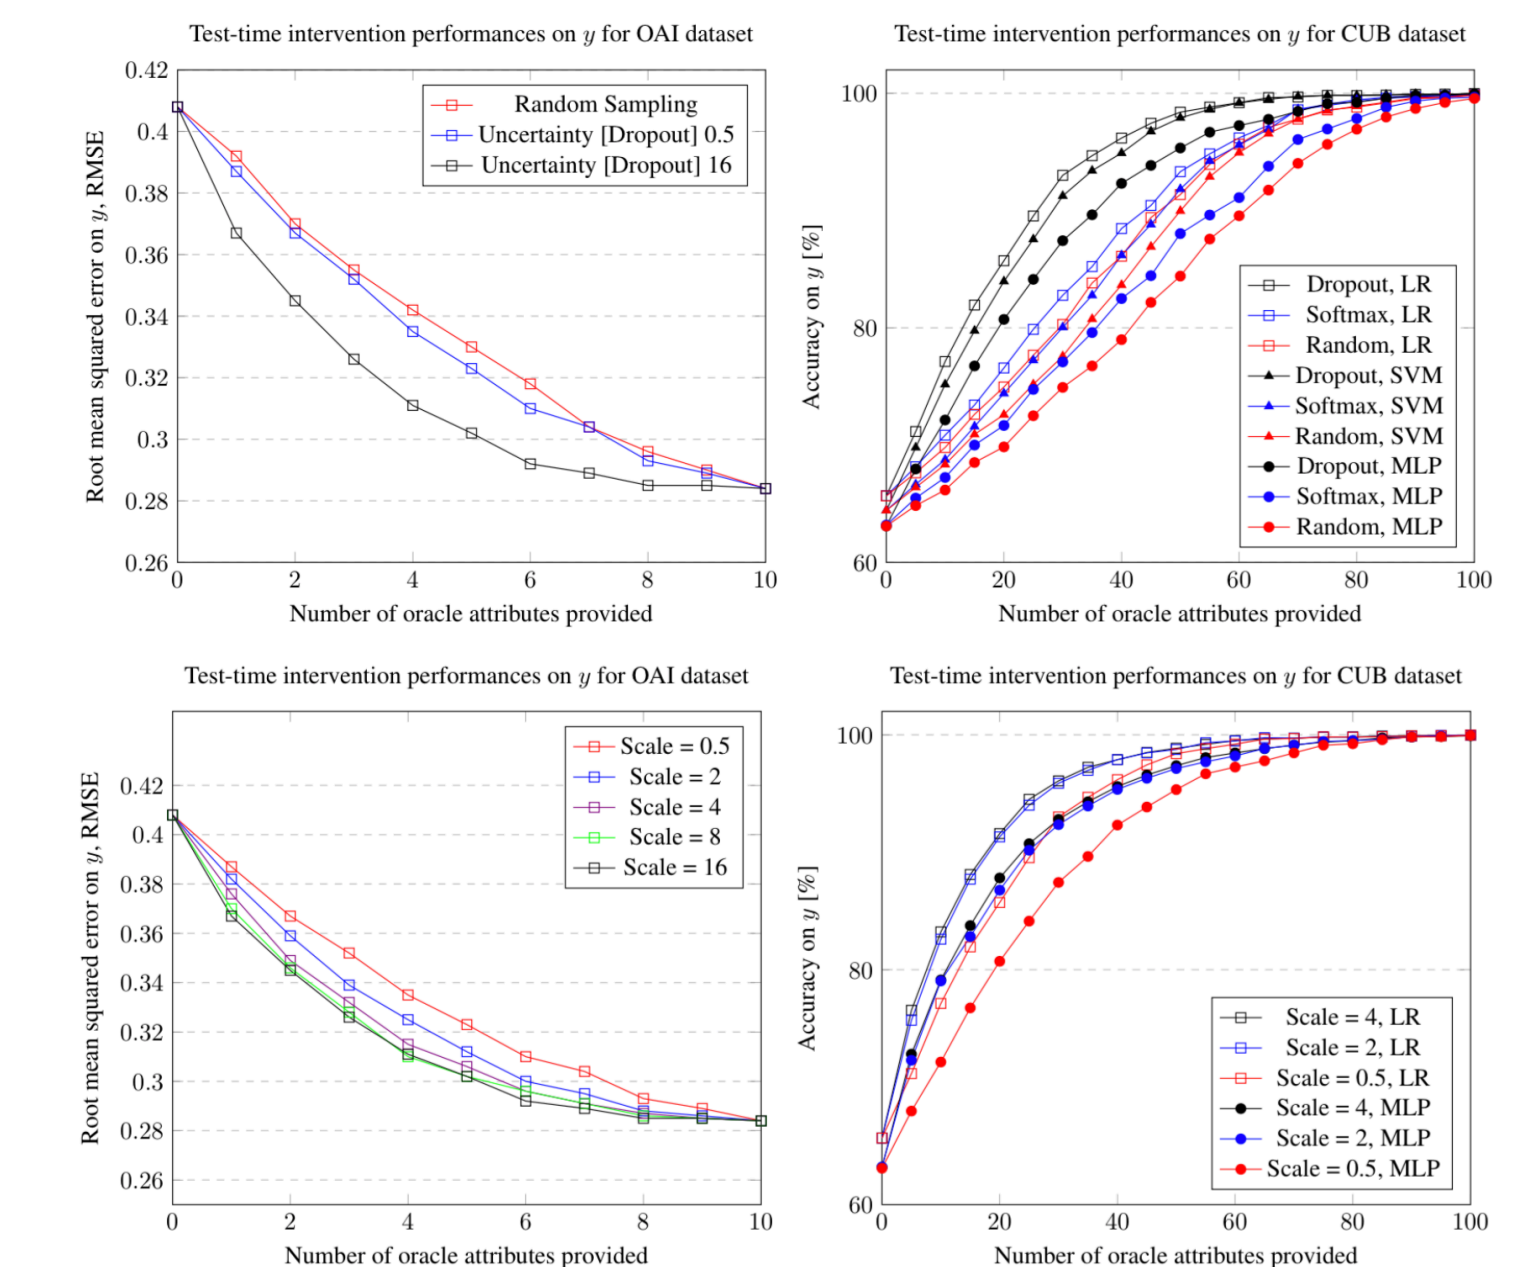 Test-time intervention performances on y for OAI dataset
0.42
0.4
0.38
0.36
0.34
0.32
0.3
0.28
0.26
Root mean squared error on y, RMSE
Random Sampling
Uncertainty [Dropout] 0.5
Uncertainty [Dropout] 16
0 2 4 6 8 10
Number of oracle attributes provided
Test-time intervention performances on y for CUB dataset
100
80
60
Accuracy on y [%]
Dropout, LR
Softmax, LR
Random, LR
Dropout, SVM
Softmax, SVM
Random, SVM
Dropout, MLP
Softmax, MLP
Random, MLP
0 20 40 60 80 100
Number of oracle attributes provided
Test-time intervention performances on y for OAI dataset
0.42
0.4
0.38
0.36
0.34
0.32
0.3
0.28
0.26
Root mean squared error on y, RMSE
Scale = 0.5
Scale = 2
Scale = 4
Scale = 8
Scale = 16
0 2 4 6 8 10
Number of oracle attributes provided
Test-time intervention performances on y for CUB dataset
100
80
60
Accuracy on y [%]
Scale = 4, LR
Scale = 2, LR
Scale = 0.5, LR
Scale = 4, MLP
Scale = 2, MLP
Scale = 0.5, MLP
0 20 40 60 80 100
Number of oracle attributes provided